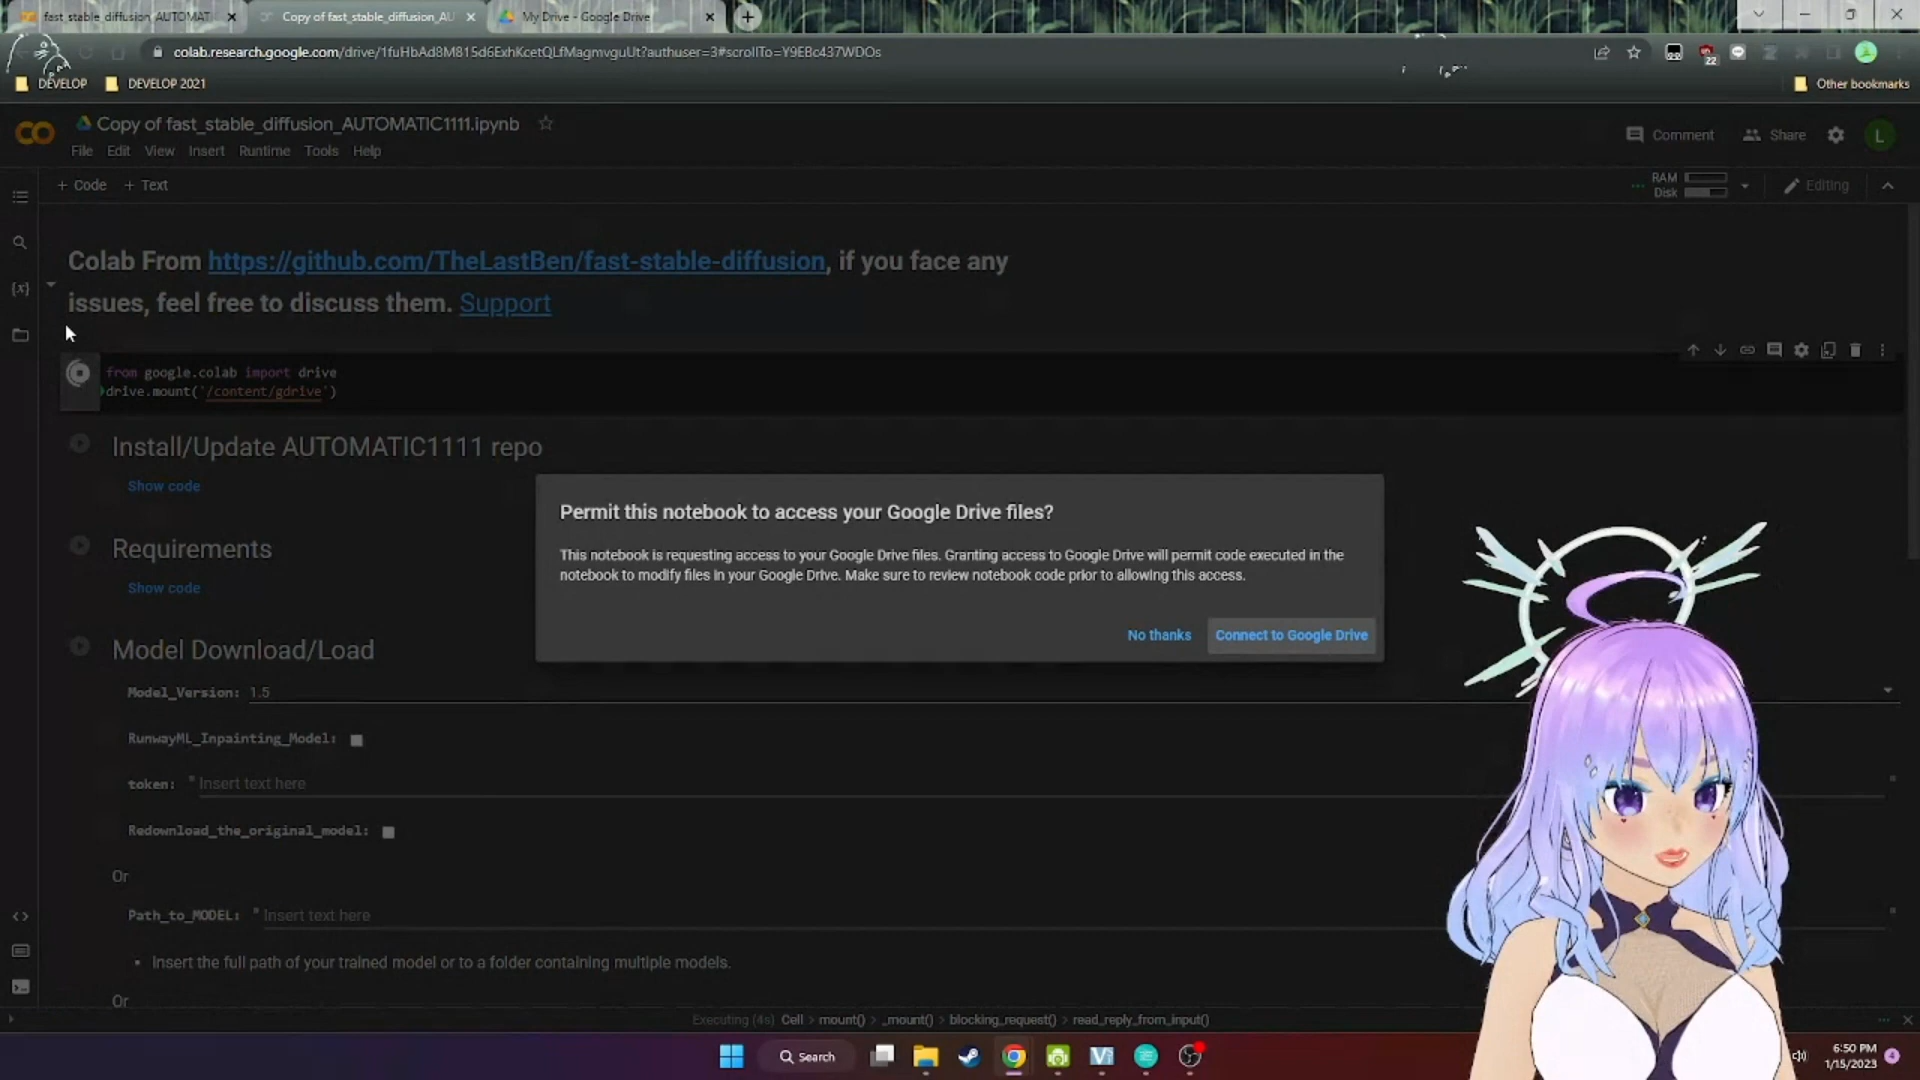 fast_stable_diffusion_AUTOMAT
Copy of fast_stable_diffusion_AU
My Drive - Google Drive
colab.research.google.com/drive/1fuHbAd8M815d6ExhKcetQLfMagmvguUt?authuser=3#scrollTo=Y9EBc437WDOs
22
DEVELOP
DEVELOP 2021
Other bookmarks
CO
Copy of fast_stable_diffusion_AUTOMATIC1111.ipynb
File Edit View Insert Runtime Tools Help
Comment
Share
L
+ Code + Text
RAM
Disk
Editing
Colab From https://github.com/TheLastBen/fast-stable-diffusion, if you face any
issues, feel free to discuss them. Support
{x}
from google.colab import drive
drive.mount('/content/gdrive')
Install/Update AUTOMATIC1111 repo
Show code
Requirements
Show code
Permit this notebook to access your Google Drive files?
This notebook is requesting access to your Google Drive files. Granting access to Google Drive will permit code executed in the
notebook to modify files in your Google Drive. Make sure to review notebook code prior to allowing this access.
No thanks
Connect to Google Drive
Model Download/Load
Model_Version: 1.5
RunwayML_Inpainting_Model:
token: " Insert text here "
Redownload_the_original_model:
Or
Path_to_MODEL: " Insert text here "
• Insert the full path of your trained model or to a folder containing multiple models.
Or
Executing (4s) Cell > mount() > _mount() > blocking_request() > read_reply_from_input()
Search
6:50 PM
1/15/2023
4